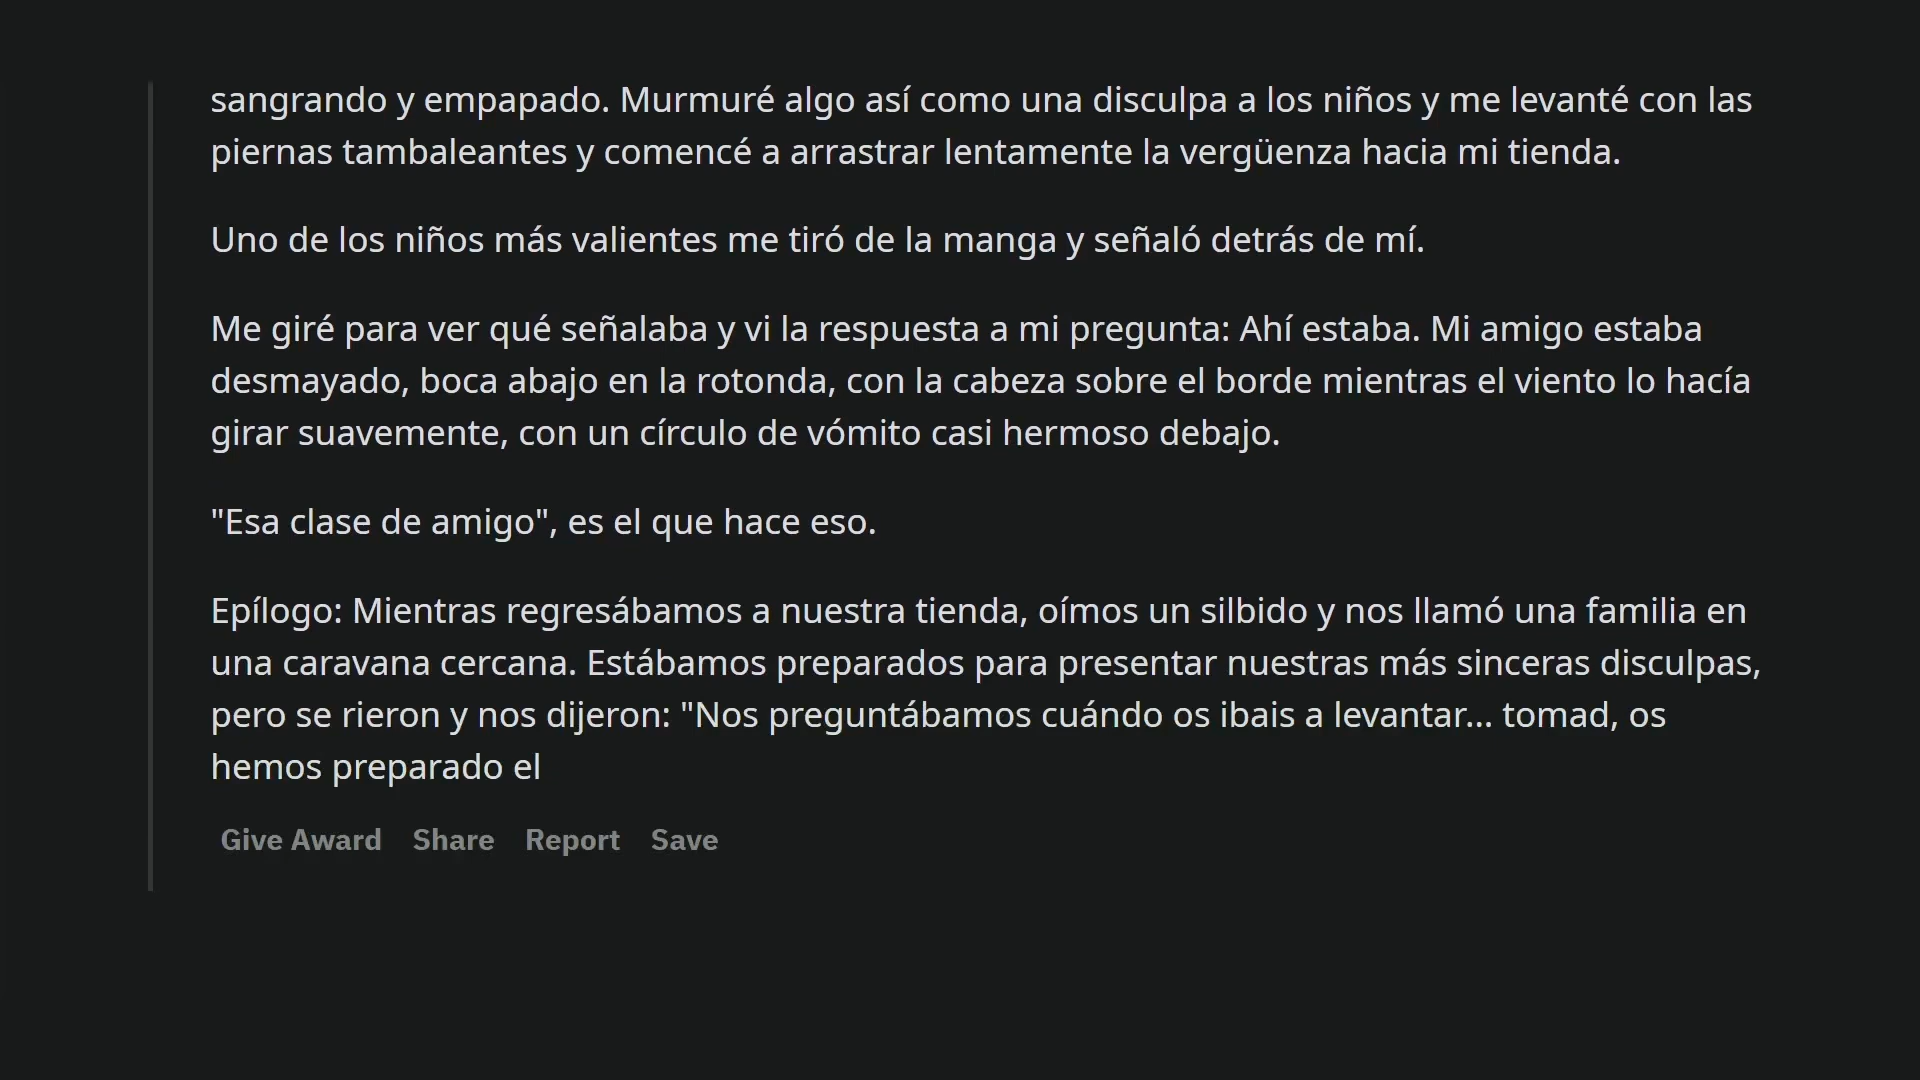 sangrando y empapado. Murmuré algo así como una disculpa a los niños y me levanté con las
piernas tambaleantes y comencé a arrastrar lentamente la vergüenza hacia mi tienda.
Uno de los niños más valientes me tiró de la manga y señaló detrás de mí.
Me giré para ver qué señalaba y vi la respuesta a mi pregunta: Ahí estaba. Mi amigo estaba
desmayado, boca abajo en la rotonda, con la cabeza sobre el borde mientras el viento lo hacía
girar suavemente, con un círculo de vómito casi hermoso debajo.
"Esa clase de amigo", es el que hace eso.
Epílogo: Mientras regresábamos a nuestra tienda, oímos un silbido y nos llamó una familia en
una caravana cercana. Estábamos preparados para presentar nuestras más sinceras disculpas,
pero se rieron y nos dijeron: "Nos preguntábamos cuándo os ibais a levantar... tomad, os
hemos preparado el
Give Award Share Report Save